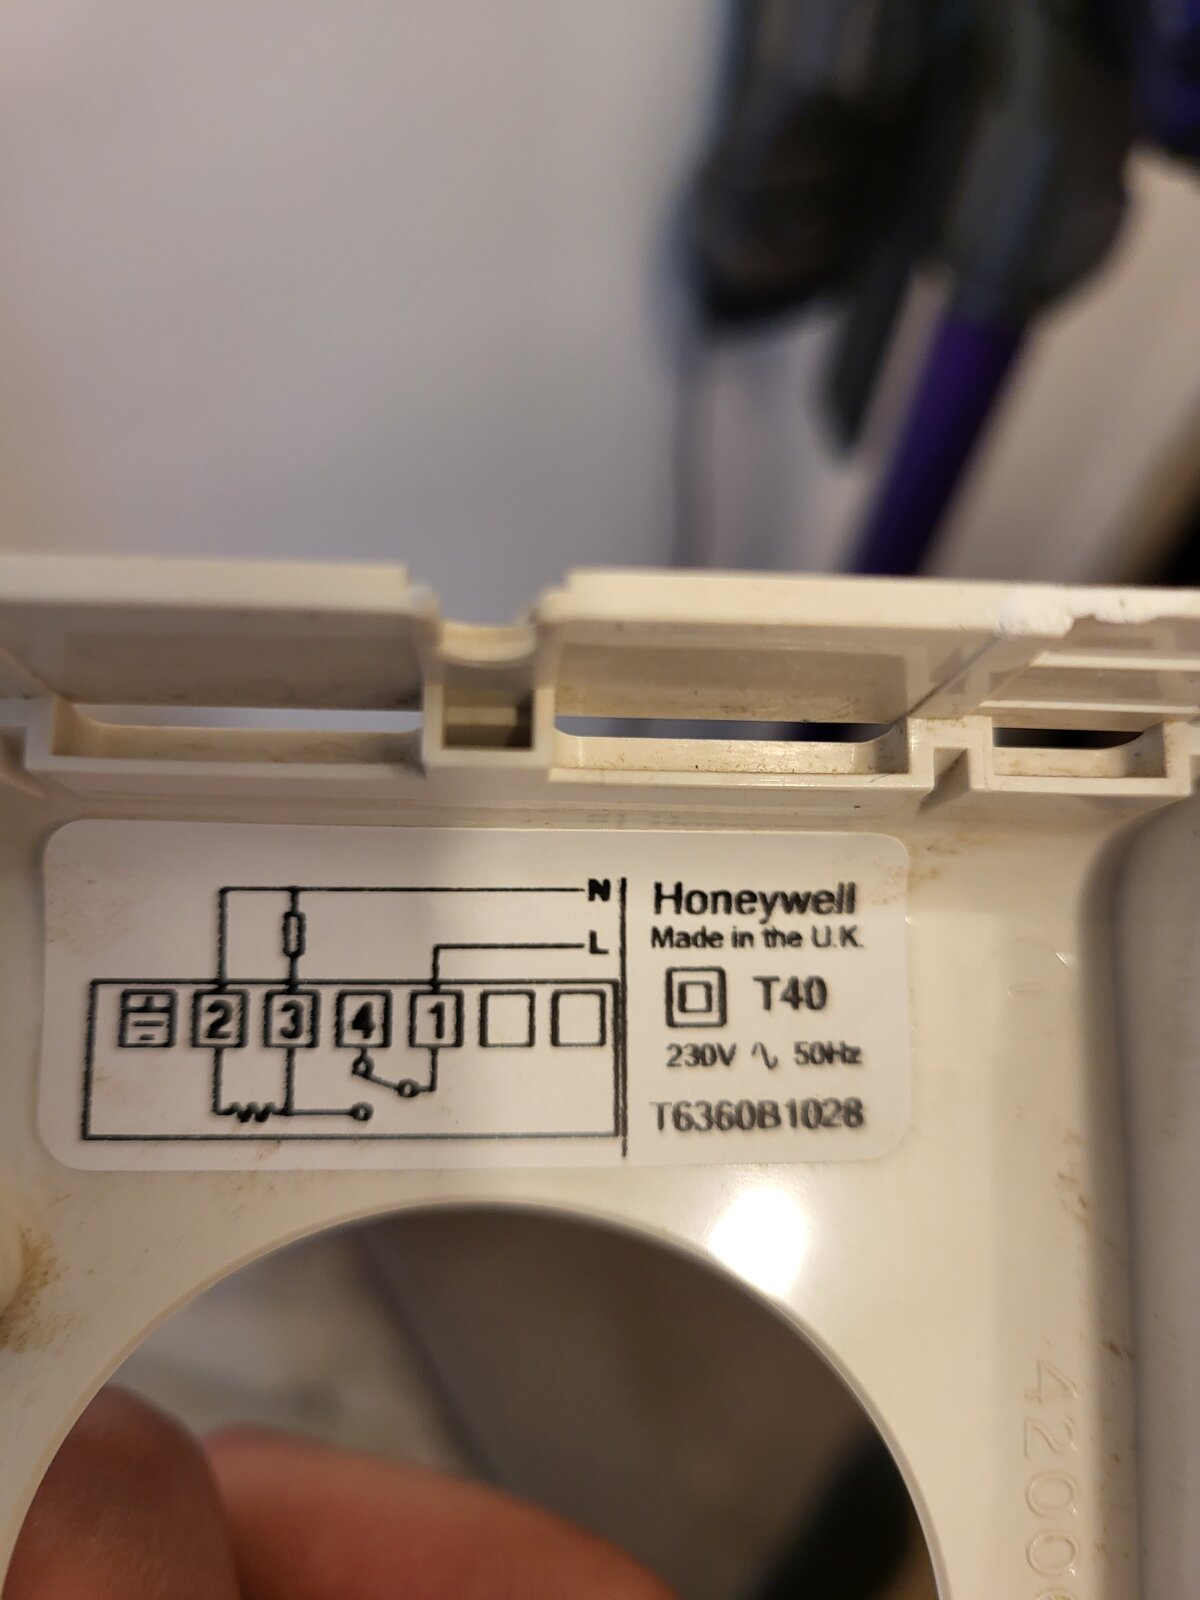 N
L
2 3 4 1
Honeywell
Made in the U.K.
T40
230V ∿ 50Hz
T6360B1028
4200